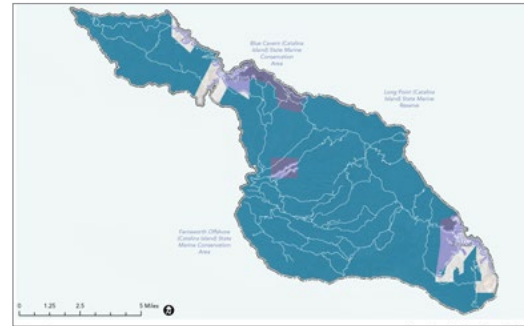 Blue Cavern (Catalina
Island) State Marine
Conservation
Area
Long Point (Catalina
Island) State Marine
Reserve
Farnsworth Offshore
(Catalina Island) State
Marine Conservation
Area
0 1.25 2.5 5 Miles